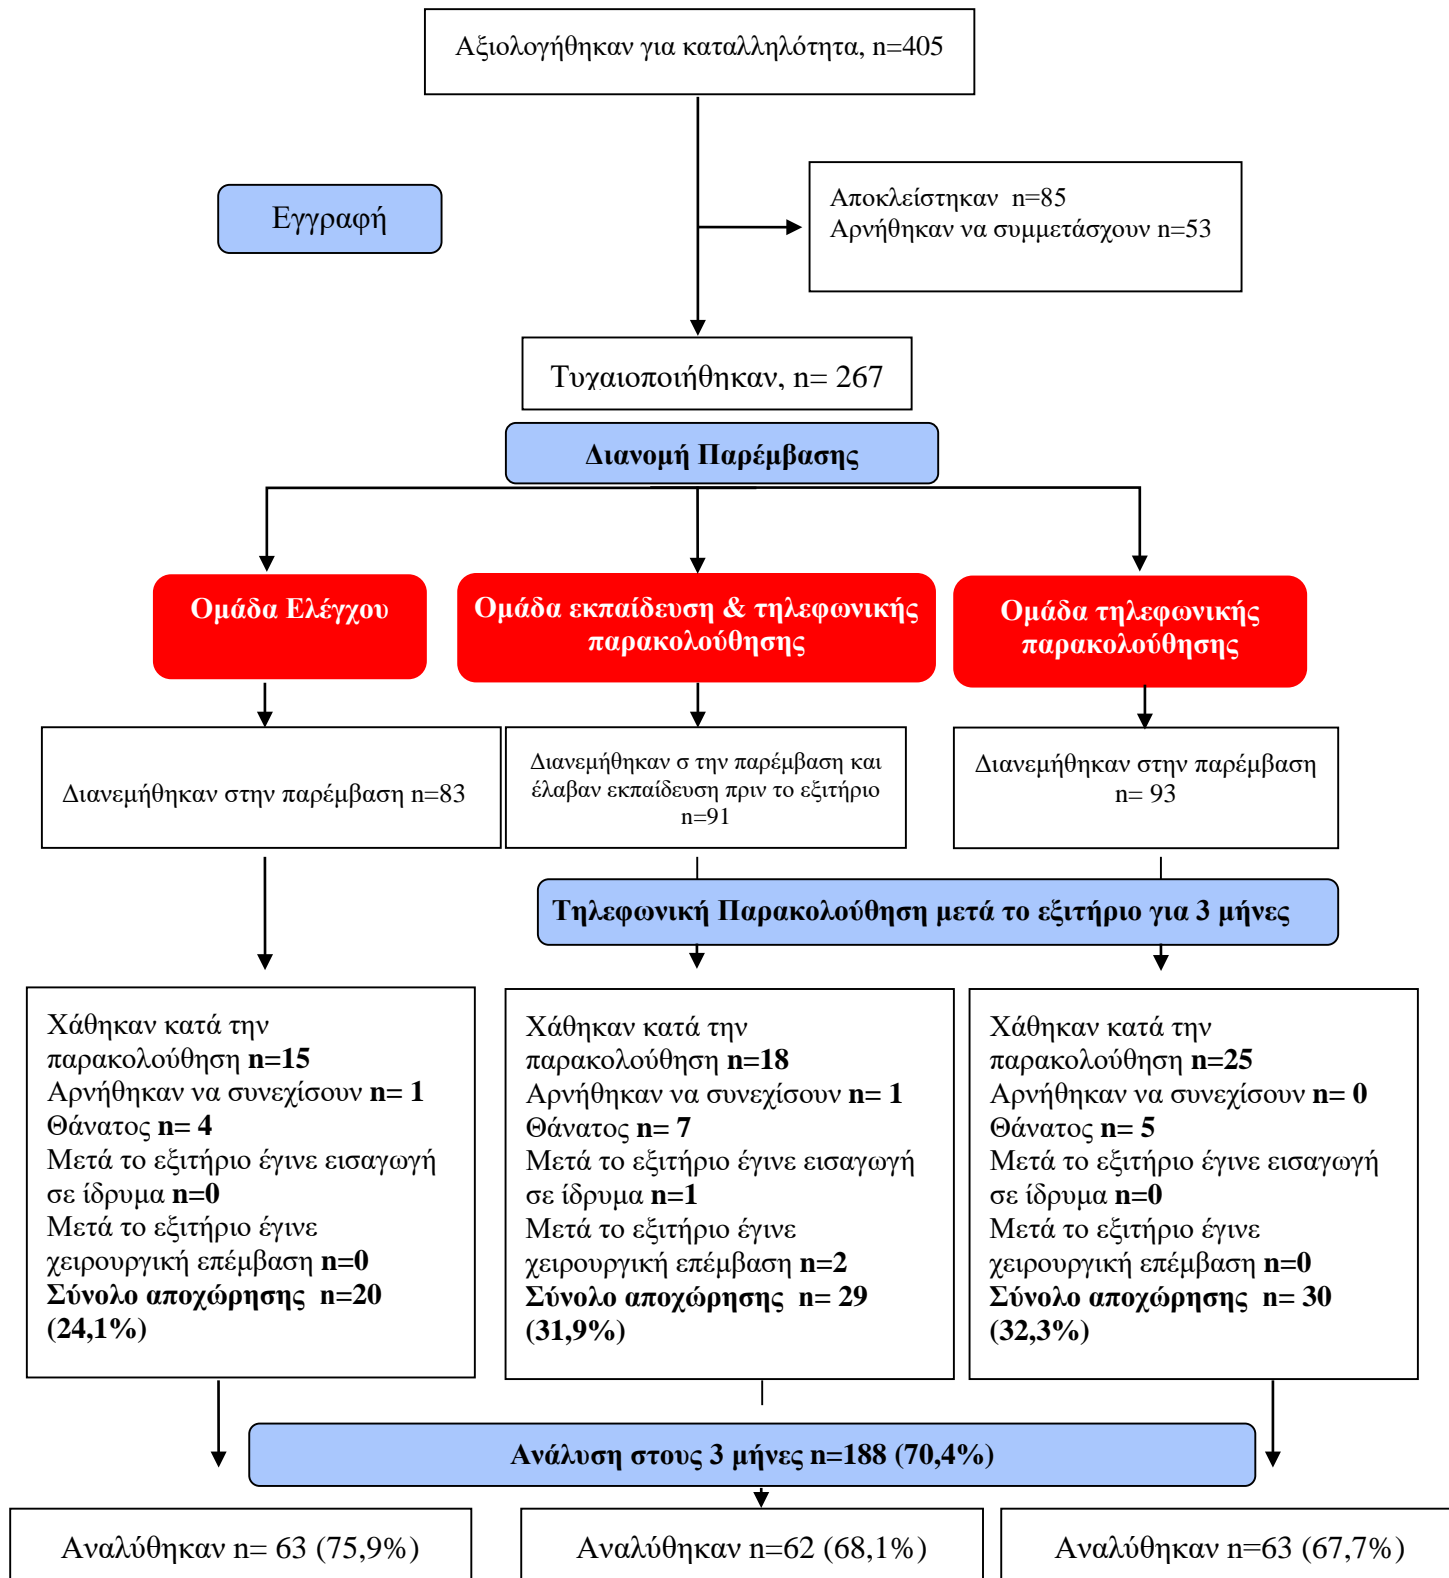 Αξιολογήθηκαν για καταλληλότητα, n=405
Εγγραφή
Αποκλείστηκαν n=85
Αρνήθηκαν να συμμετάσχουν n=53
Τυχαιοποιήθηκαν, n= 267
Διανομή Παρέμβασης
Ομάδα Ελέγχου
Ομάδα εκπαίδευση & τηλεφωνικής
παρακολούθησης
Ομάδα τηλεφωνικής
παρακολούθησης
Διανεμήθηκαν στην παρέμβαση n=83
Διανεμήθηκαν σ την παρέμβαση και
έλαβαν εκπαίδευση πριν το εξιτήριο
n=91
Διανεμήθηκαν στην παρέμβαση
n= 93
Τηλεφωνική Παρακολούθηση μετά το εξιτήριο για 3 μήνες
Χάθηκαν κατά την
παρακολούθηση n=15
Αρνήθηκαν να συνεχίσουν n= 1
Θάνατος n= 4
Μετά το εξιτήριο έγινε εισαγωγή
σε ίδρυμα n=0
Μετά το εξιτήριο έγινε
χειρουργική επέμβαση n=0
Σύνολο αποχώρησης n=20
(24,1%)
Χάθηκαν κατά την
παρακολούθηση n=18
Αρνήθηκαν να συνεχίσουν n= 1
Θάνατος n= 7
Μετά το εξιτήριο έγινε εισαγωγή
σε ίδρυμα n=1
Μετά το εξιτήριο έγινε
χειρουργική επέμβαση n=2
Σύνολο αποχώρησης n= 29
(31,9%)
Χάθηκαν κατά την
παρακολούθηση n=25
Αρνήθηκαν να συνεχίσουν n= 0
Θάνατος n= 5
Μετά το εξιτήριο έγινε εισαγωγή
σε ίδρυμα n=0
Μετά το εξιτήριο έγινε
χειρουργική επέμβαση n=0
Σύνολο αποχώρησης n= 30
(32,3%)
Ανάλυση στους 3 μήνες n=188 (70,4%)
Αναλύθηκαν n= 63 (75,9%)
Αναλύθηκαν n=62 (68,1%)
Αναλύθηκαν n=63 (67,7%)